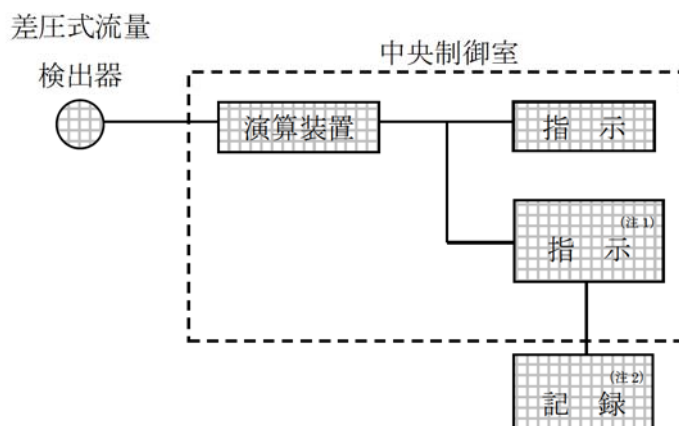 差圧式流量
検出器
中央制御室
演算装置
指 示
(注1)
指 示
(注2)
記 録